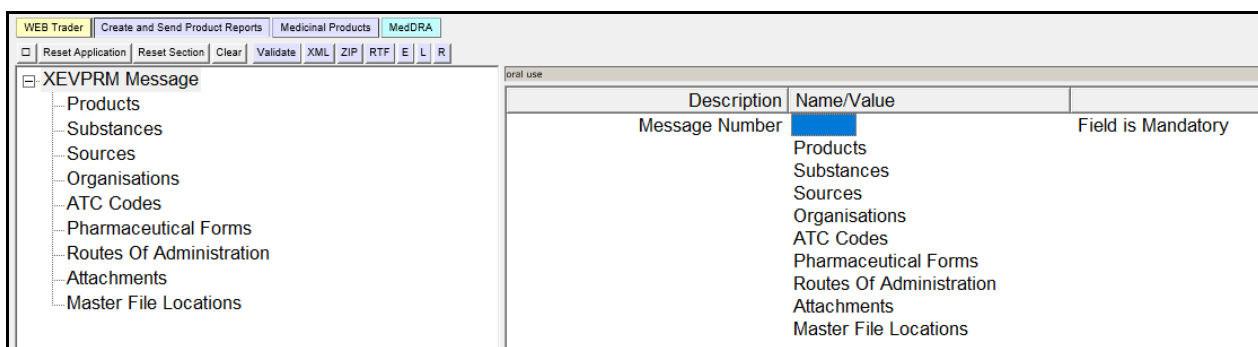 WEB Trader Create and Send Product Reports Medicinal Products MedDRA
Reset Application Reset Section Clear Validate XML ZIP RTF E L R
XEVPRM Message
Products
Substances
Sources
Organisations
ATC Codes
Pharmaceutical Forms
Routes Of Administration
Attachments
Master File Locations
oral use
Description Name/Value
Message Number Field is Mandatory
Products
Substances
Sources
Organisations
ATC Codes
Pharmaceutical Forms
Routes Of Administration
Attachments
Master File Locations